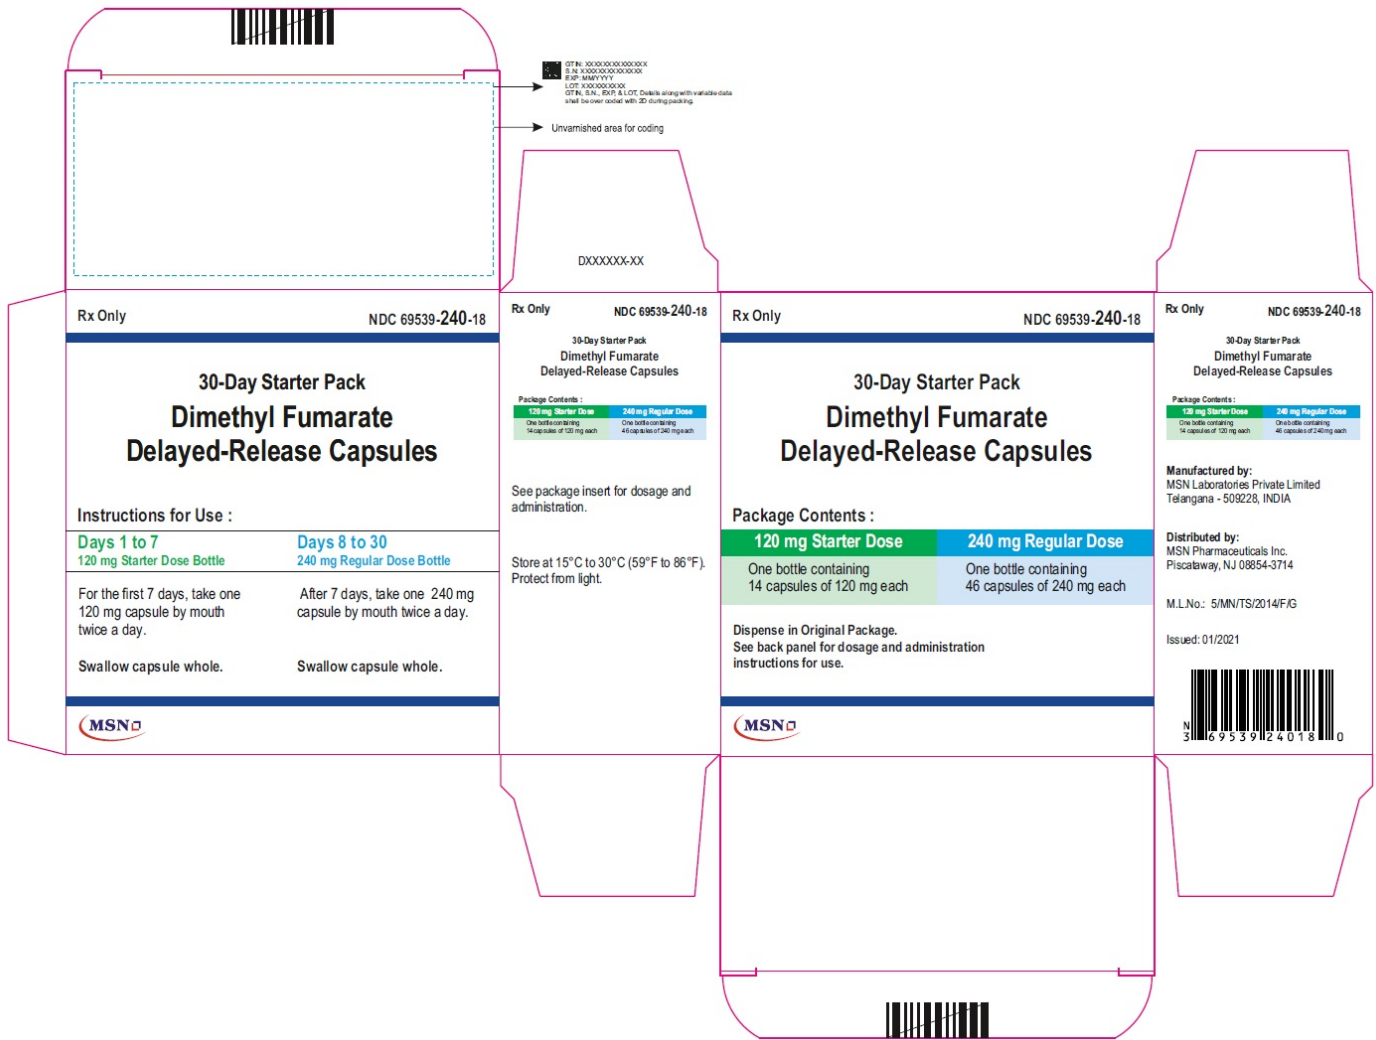 GTIN: XXXXXXXXXXXXXX
S.N: XXXXXXXXXXXXXX
EXP: MMYYYY
LOT: XXXXXXXXXX
GTIN, S.N., EXP, & LOT, Details along with variable data
shall be over coded with 2D during packing.
Unvarnished area for coding
DXXXXXX-XX
Rx Only
NDC 69539-240-18
30-Day Starter Pack
Dimethyl Fumarate
Delayed-Release Capsules
Instructions for Use :
Days 1 to 7
120 mg Starter Dose Bottle
For the first 7 days, take one
120 mg capsule by mouth
twice a day.
Swallow capsule whole.
Days 8 to 30
240 mg Regular Dose Bottle
After 7 days, take one 240 mg
capsule by mouth twice a day.
Swallow capsule whole.
MSN
Rx Only
NDC 69539-240-18
30-Day Starter Pack
Dimethyl Fumarate
Delayed-Release Capsules
Package Contents :
120 mg Starter Dose
One bottle containing
14 capsules of 120 mg each
240 mg Regular Dose
One bottle containing
46 capsules of 240 mg each
See package insert for dosage and
administration.
Store at 15°C to 30°C (59°F to 86°F).
Protect from light.
Rx Only
NDC 69539-240-18
30-Day Starter Pack
Dimethyl Fumarate
Delayed-Release Capsules
Package Contents :
120 mg Starter Dose
One bottle containing
14 capsules of 120 mg each
240 mg Regular Dose
One bottle containing
46 capsules of 240 mg each
Dispense in Original Package.
See back panel for dosage and administration
instructions for use.
MSN
Rx Only
NDC 69539-240-18
30-Day Starter Pack
Dimethyl Fumarate
Delayed-Release Capsules
Package Contents :
120 mg Starter Dose
One bottle containing
14 capsules of 120 mg each
240 mg Regular Dose
One bottle containing
46 capsules of 240 mg each
Manufactured by:
MSN Laboratories Private Limited
Telangana - 509228, INDIA
Distributed by:
MSN Pharmaceuticals Inc.
Piscataway, NJ 08854-3714
M.L.No.: 5/MN/TS/2014/F/G
Issued: 01/2021
N
3 69539 24018 0